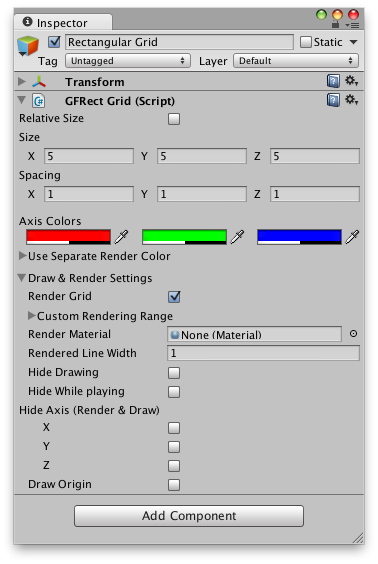 Inspector
Rectangular Grid Static
Tag Untagged Layer Default
Transform
GFRect Grid (Script)
Relative Size
Size
X 5 Y 5 Z 5
Spacing
X 1 Y 1 Z 1
Axis Colors
Use Separate Render Color
Draw & Render Settings
Render Grid
Custom Rendering Range
Render Material None (Material)
Rendered Line Width 1
Hide Drawing
Hide While playing
Hide Axis (Render & Draw)
X
Y
Z
Draw Origin
Add Component